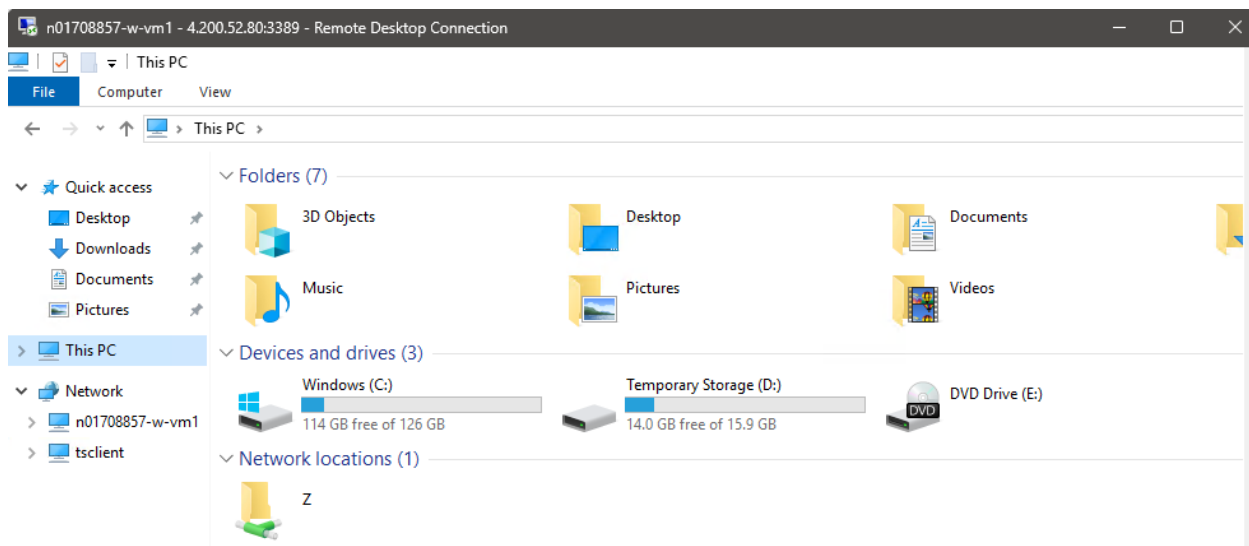 n01708857-w-vm1 - 4.200.52.80:3389 - Remote Desktop Connection
This PC
File Computer View
This PC
Quick access
Desktop
Downloads
Documents
Pictures
This PC
Network
n01708857-w-vm1
tsclient
Folders (7)
3D Objects Desktop Documents
Music Pictures Videos
Devices and drives (3)
Windows (C:)
114 GB free of 126 GB
Temporary Storage (D:)
14.0 GB free of 15.9 GB
DVD Drive (E:)
DVD
Network locations (1)
Z